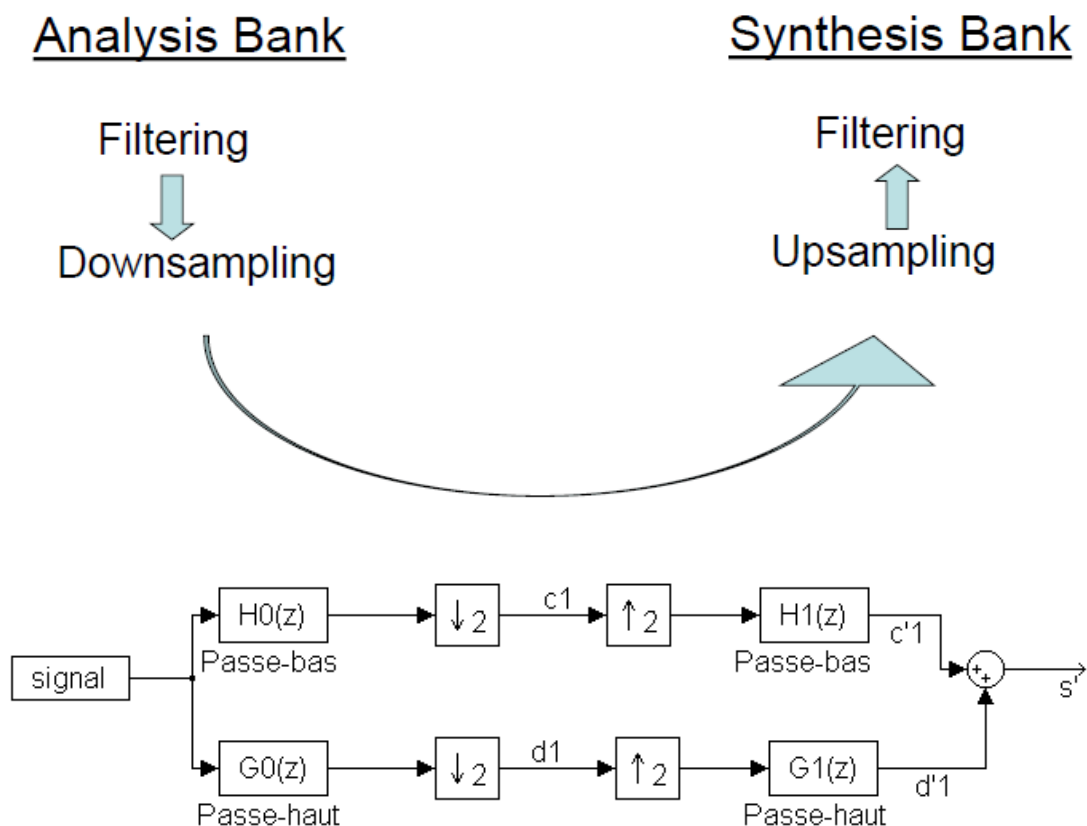 Analysis Bank
Synthesis Bank
Filtering
Filtering
Downsampling
Upsampling
H0(z)
↓2
c1
↑2
H1(z)
c'1
Passe-bas
Passe-bas
signal
+
+
s'
G0(z)
↓2
d1
↑2
G1(z)
d'1
Passe-haut
Passe-haut